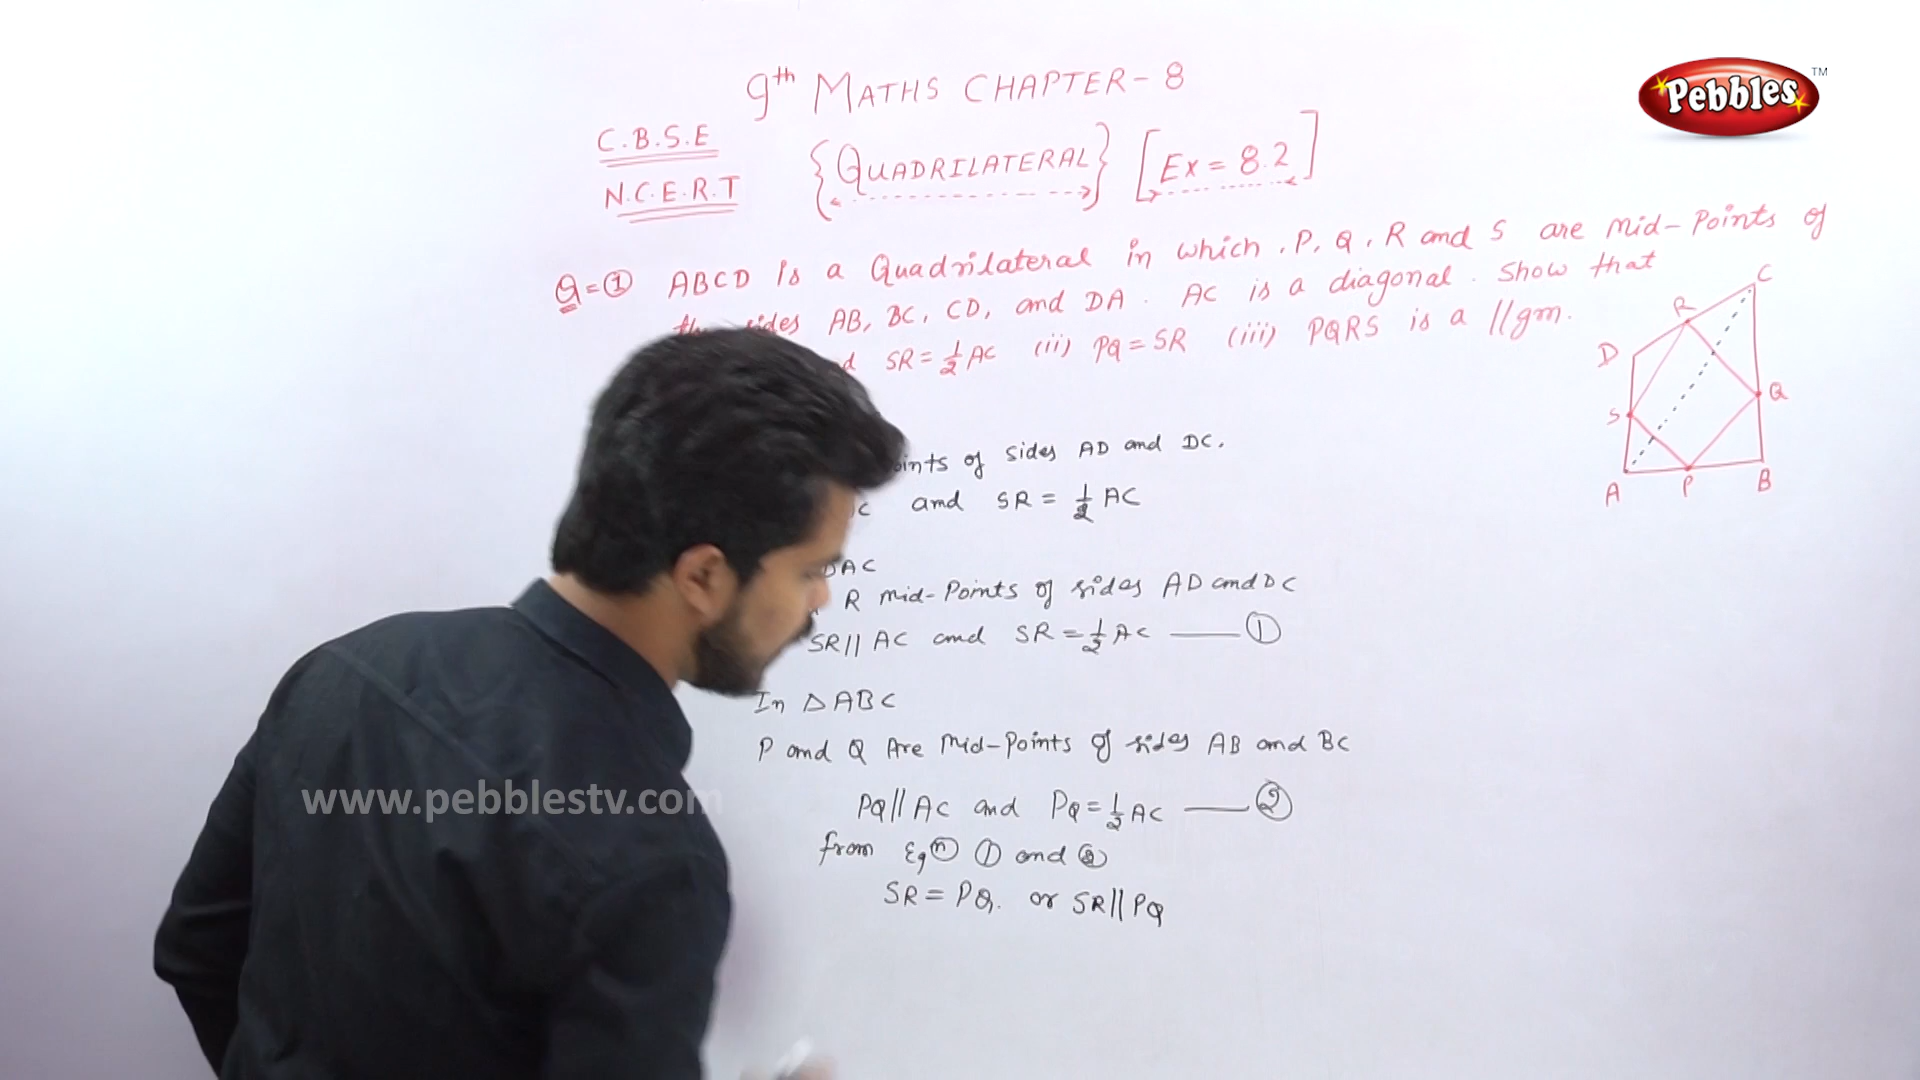 9th MATHS CHAPTER-8
C.B.S.E
N.C.E.R.T
{QUADRILATERAL} [Ex = 8.2]
Pebbles TM
Q=① ABCD is a Quadrilateral in which, P, Q, R and S are mid-Points of
sides AB, BC, CD, and DA. AC is a diagonal. Show that
SR = 1/2 AC (ii) PQ = SR (iii) PQRS is a //gm.
C
R
D
S
Q
A
P
B
of sides AD and DC.
and SR = 1/2 AC
R mid-Points of sides AD and DC
SR || AC and SR = 1/2 AC —— ①
In △ABC
P and Q Are Mid-Points of sides AB and BC
PQ || AC and PQ = 1/2 AC —— ②
from Eqⓝ ① and ②
SR = PQ. or SR || PQ
www.pebblestv.com